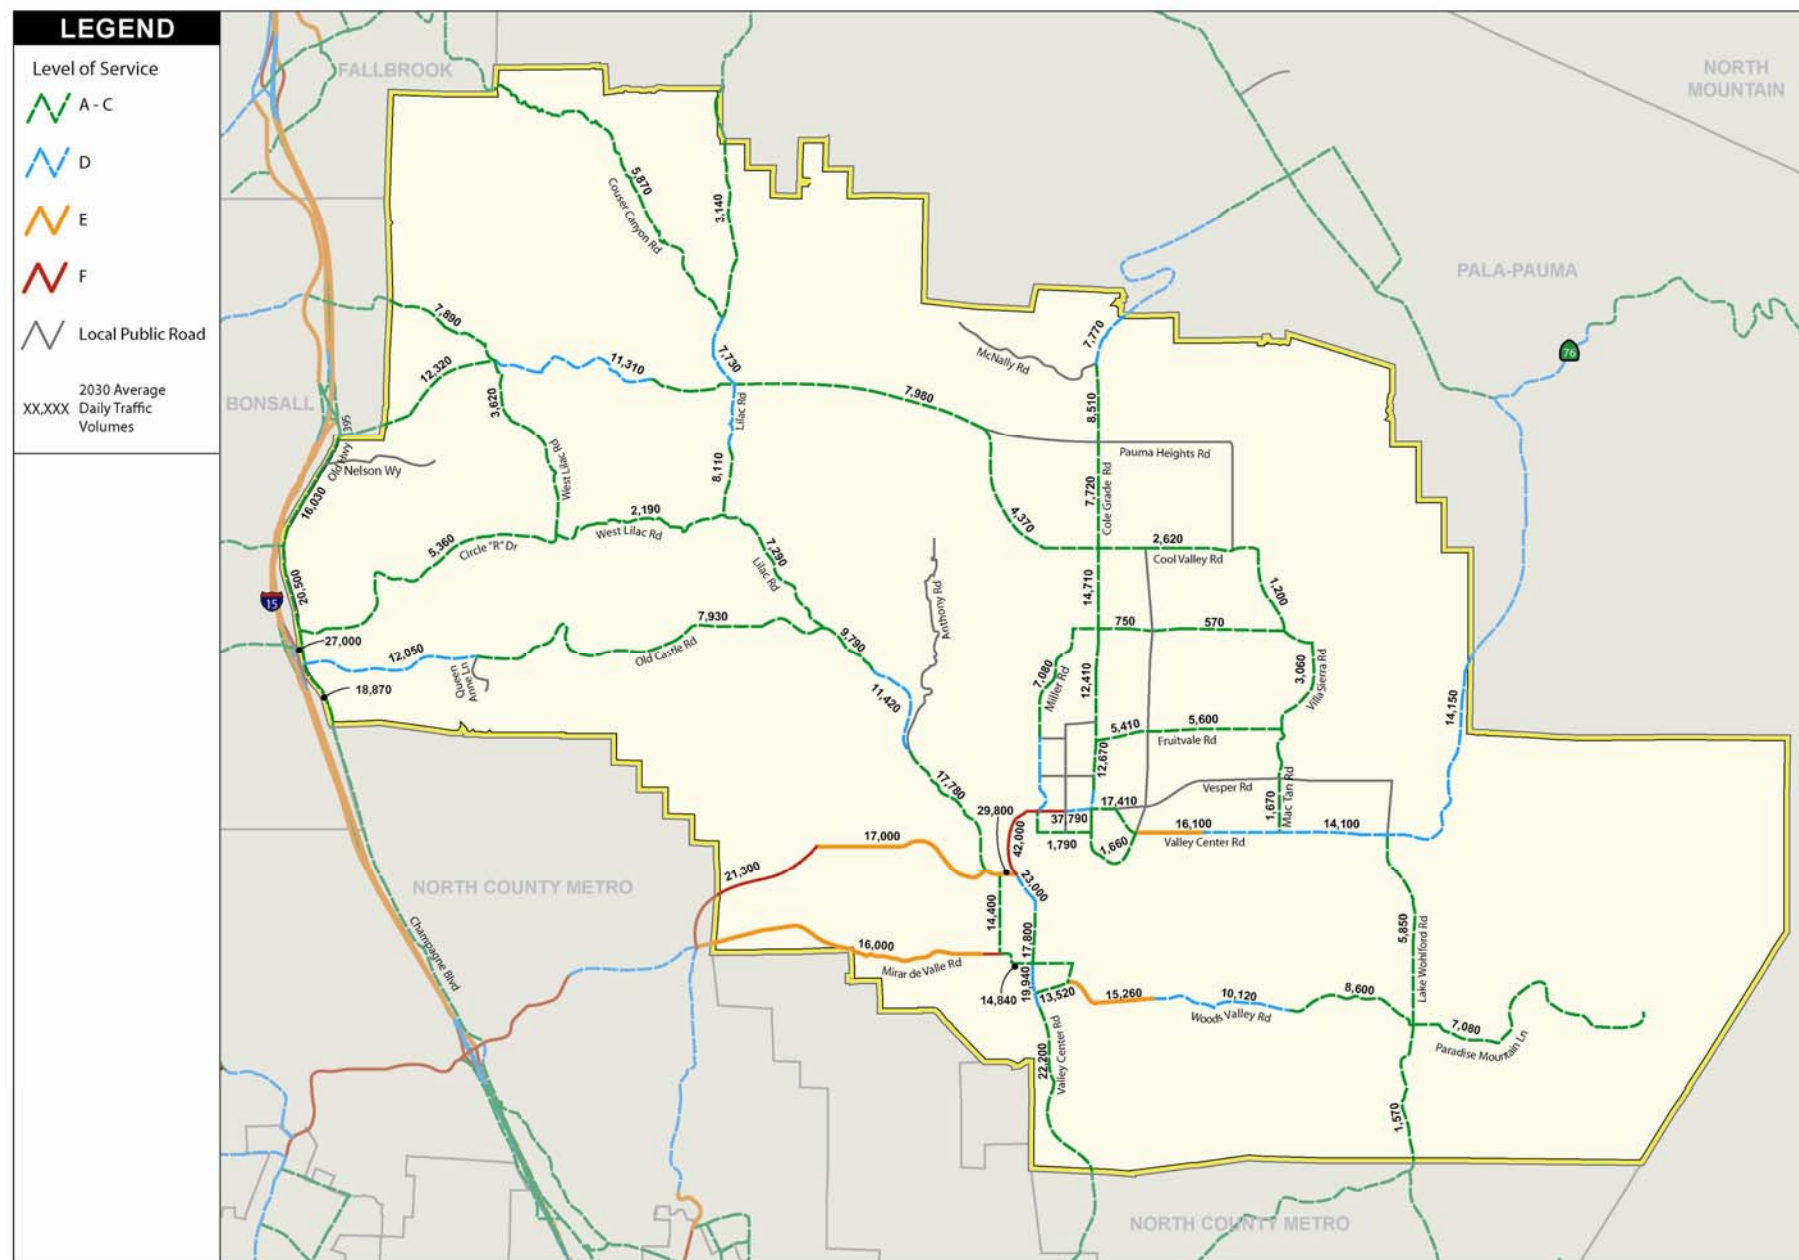 LEGEND
Level of Service
A - C
D
E
F
Local Public Road
XX,XXX
2030 Average
Daily Traffic
Volumes
FALLBROOK
NORTH
MOUNTAIN
PALA-PAUMA
76
BONSALL
5,870
Couser Canyon Rd
3,140
7,890
12,320
11,310
3,620
7,730
Lilac Rd
7,980
McNally Rd
7,770
8,510
Pauma Heights Rd
7,720
Cole Grade Rd
Old Hwy 395
Nelson Wy
16,030
West Lilac Rd
8,110
2,190
West Lilac Rd
5,360
Circle "R" Dr
4,370
2,620
Cool Valley Rd
7,290
Lilac Rd
20,500
15
14,710
1,200
Anthony Rd
27,000
12,050
Queen
Anne Ln
7,930
Old Castle Rd
9,790
750
570
7,080
Miller Rd
12,410
3,060
Villa Sierra Rd
18,870
11,420
14,150
5,410
5,600
Fruitvale Rd
12,670
17,780
29,800
17,410
Vesper Rd
1,670
Mac Tan Rd
37,790
42,000
1,790
1,660
16,100
14,100
Valley Center Rd
17,000
21,300
23,000
NORTH COUNTY METRO
14,400
17,800
5,850
Lake Wohlford Rd
Champagne Blvd
16,000
Mirar de Valle Rd
14,840
19,940
13,520
15,260
10,120
Woods Valley Rd
8,600
7,080
Paradise Mountain Ln
22,200
Valley Center Rd
1,570
NORTH COUNTY METRO